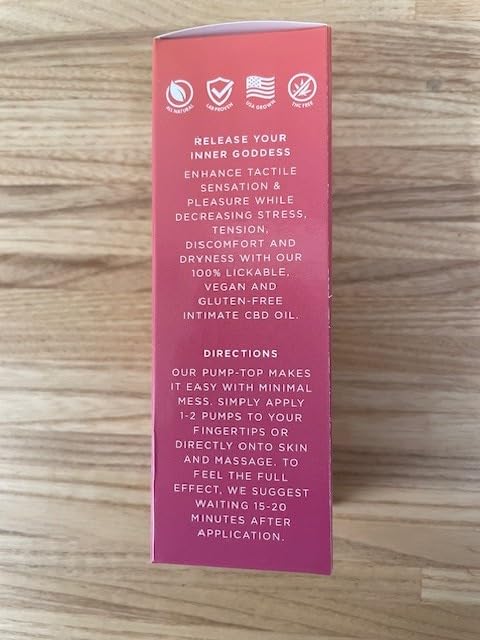 ALL NATURAL
LAB PROVEN
USA GROWN
THC FREE
RELEASE YOUR
INNER GODDESS
ENHANCE TACTILE
SENSATION &
PLEASURE WHILE
DECREASING STRESS,
TENSION,
DISCOMFORT AND
DRYNESS WITH OUR
100% LICKABLE,
VEGAN AND
GLUTEN-FREE
INTIMATE CBD OIL.
DIRECTIONS
OUR PUMP-TOP MAKES
IT EASY WITH MINIMAL
MESS. SIMPLY APPLY
1-2 PUMPS TO YOUR
FINGERTIPS OR
DIRECTLY ONTO SKIN
AND MASSAGE. TO
FEEL THE FULL
EFFECT, WE SUGGEST
WAITING 15-20
MINUTES AFTER
APPLICATION.